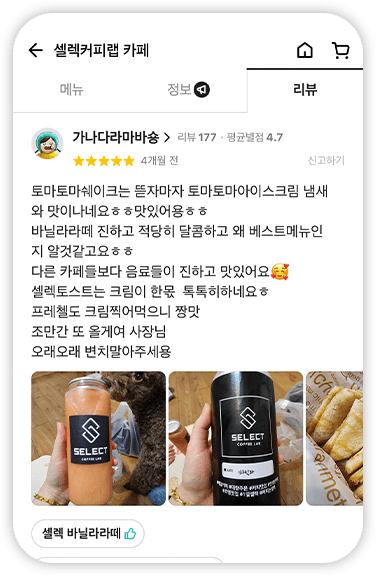 셀렉커피랩 카페
메뉴
정보
리뷰
가나다라마바숑
리뷰 177 · 평균별점 4.7
4개월 전
신고하기
토마토마쉐이크는 뜯자마자 토마토마아이스크림 냄새
와 맛이나네요ㅎㅎ맛있어용ㅎㅎ
바닐라라떼 진하고 적당히 달콤하고 왜 베스트메뉴인
지 알것같고요ㅎㅎ
다른 카페들보다 음료들이 진하고 맛있어요🥰
셀렉토스트는 크림이 한몫 톡톡히하네요ㅎ
프레첼도 크림찍어먹으니 짱맛
조만간 또 올게여 사장님
오래오래 변치말아주세용
SELECT
COFFEE LAB
SELECT
COFFEE LAB
셀렉 바닐라라떼